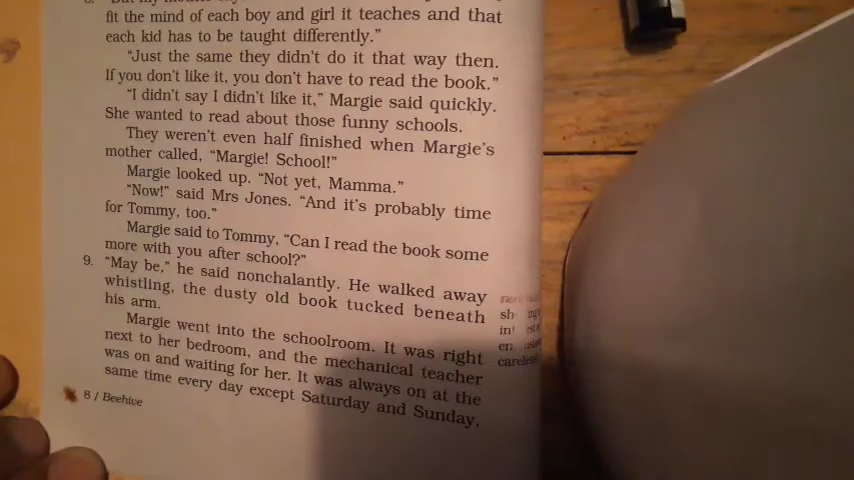 fit the mind of each boy and girl it teaches and that
each kid has to be taught differently.”
“Just the same they didn’t do it that way then.
If you don’t like it, you don’t have to read the book.”
“I didn’t say I didn’t like it,” Margie said quickly.
She wanted to read about those funny schools.
They weren’t even half finished when Margie’s
mother called, “Margie! School!”
Margie looked up. “Not yet, Mamma.”
“Now!” said Mrs Jones. “And it’s probably time
for Tommy, too.”
Margie said to Tommy, “Can I read the book some
more with you after school?”
9. “May be,” he said nonchalantly. He walked away
whistling, the dusty old book tucked beneath
his arm.
Margie went into the schoolroom. It was right
next to her bedroom, and the mechanical teacher
was on and waiting for her. It was always on at the
same time every day except Saturday and Sunday,
8 / Beehive